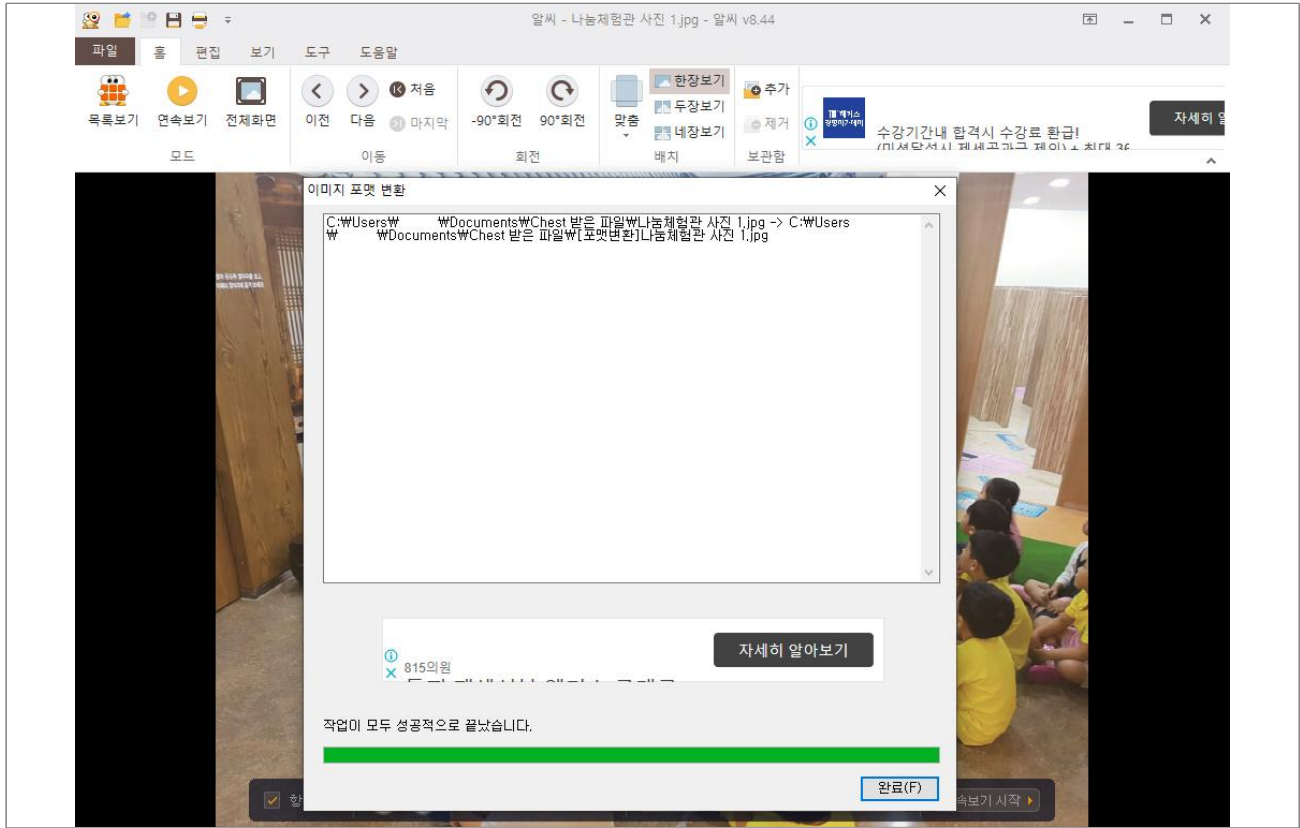 알씨 - 나눔체험관 사진 1.jpg - 알씨 v8.44
파일 홈 편집 보기 도구 도움말
목록보기 연속보기 전체화면
모드
이전 다음 처음 마지막
이동
-90°회전 90°회전
회전
맞춤 한장보기
두장보기
네장보기
배치
추가
제거
보관함
수강기간내 합격시 수강료 환급!
자세히
이미지 포맷 변환
C:₩Users₩ ₩Documents₩Chest 받은 파일₩나눔체험관 사진 1.jpg -> C:₩Users
₩ ₩Documents₩Chest 받은 파일₩[포맷변환]나눔체험관 사진 1.jpg
815의원
자세히 알아보기
작업이 모두 성공적으로 끝났습니다.
완료(F)
속보기 시작